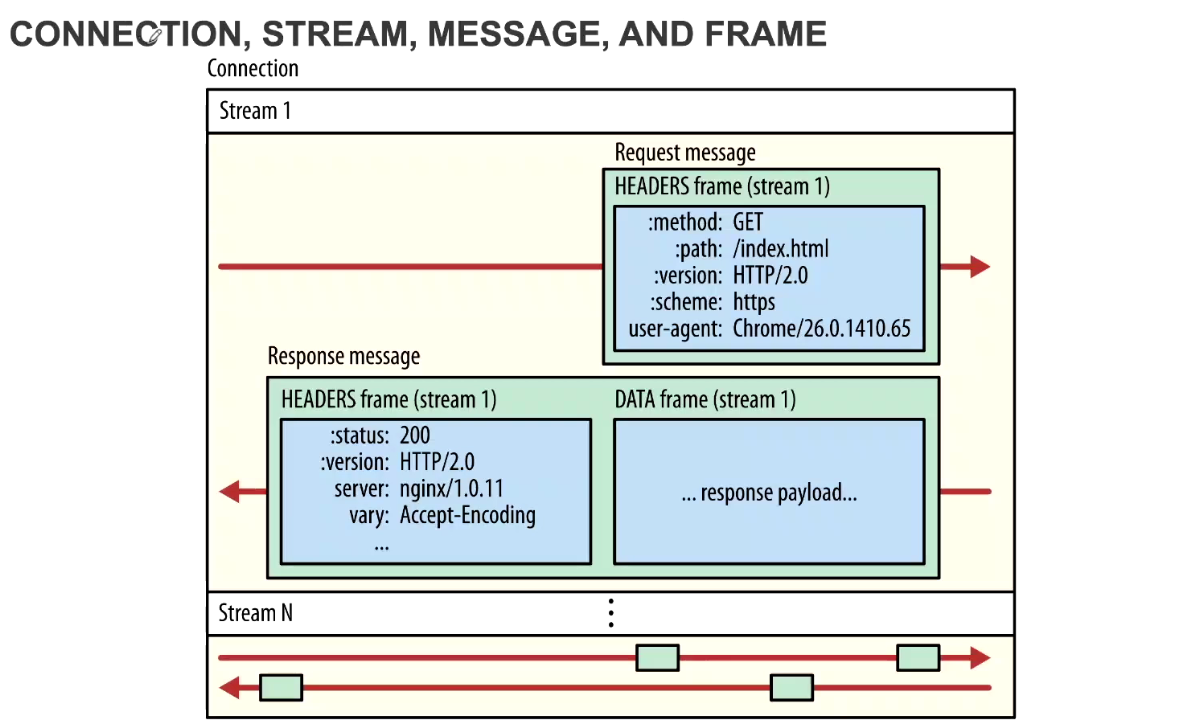 CONNECTION, STREAM, MESSAGE, AND FRAME
Connection
Stream 1
Request message
HEADERS frame (stream 1)
:method: GET
:path: /index.html
:version: HTTP/2.0
:scheme: https
user-agent: Chrome/26.0.1410.65
Response message
HEADERS frame (stream 1)
:status: 200
:version: HTTP/2.0
server: nginx/1.0.11
vary: Accept-Encoding
...
DATA frame (stream 1)
... response payload...
Stream N